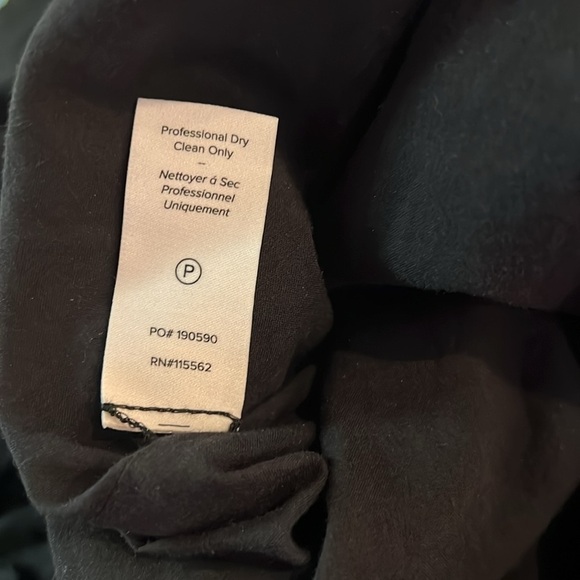 Professional Dry
Clean Only
–
Nettoyer á Sec
Professionnel
Uniquement
P
PO# 190590
RN#115562